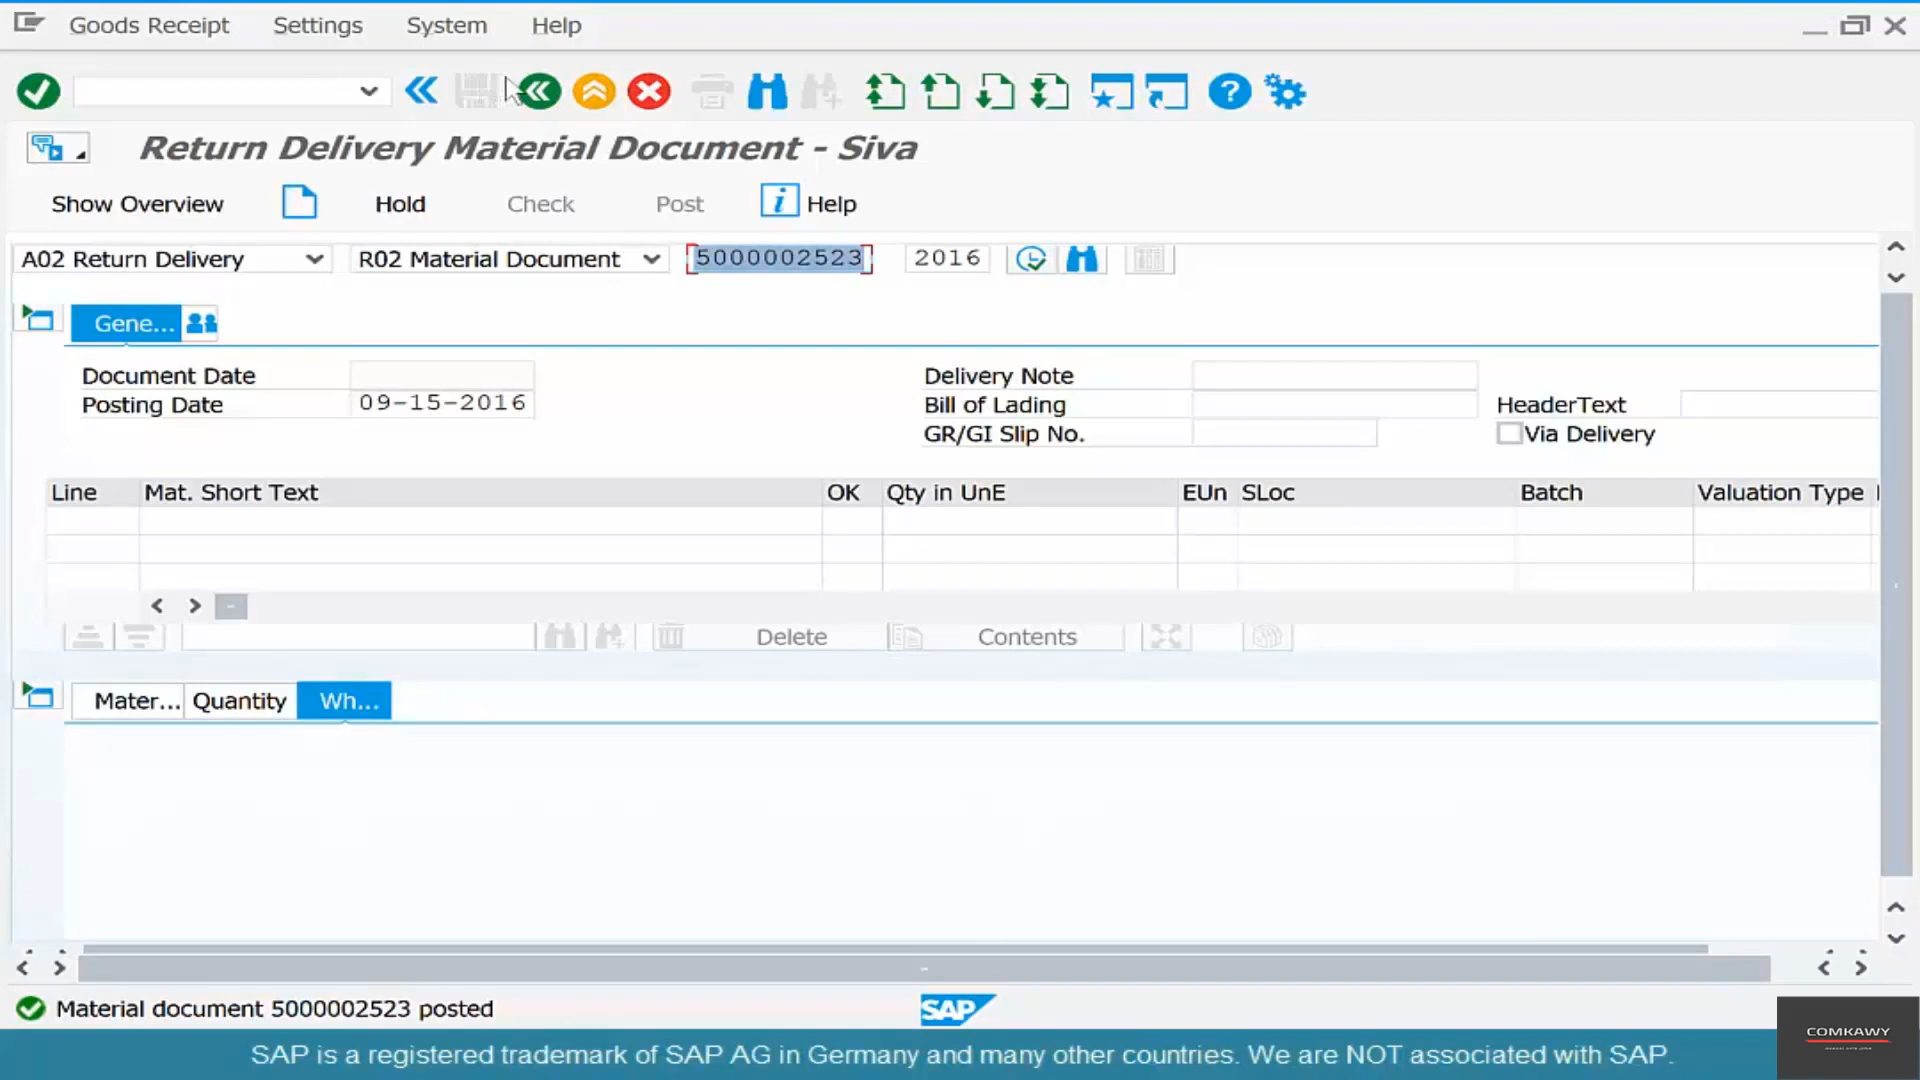 Goods Receipt Settings System Help
Return Delivery Material Document - Siva
Show Overview Hold Check Post Help
A02 Return Delivery R02 Material Document 5000002523 2016
Gene...
Document Date Delivery Note
Posting Date 09-15-2016 Bill of Lading HeaderText
GR/GI Slip No. Via Delivery
Line Mat. Short Text OK Qty in UnE EUn SLoc Batch Valuation Type
Delete Contents
Mater... Quantity Wh...
Material document 5000002523 posted SAP
COMKAWY
SAP is a registered trademark of SAP AG in Germany and many other countries. We are NOT associated with SAP.